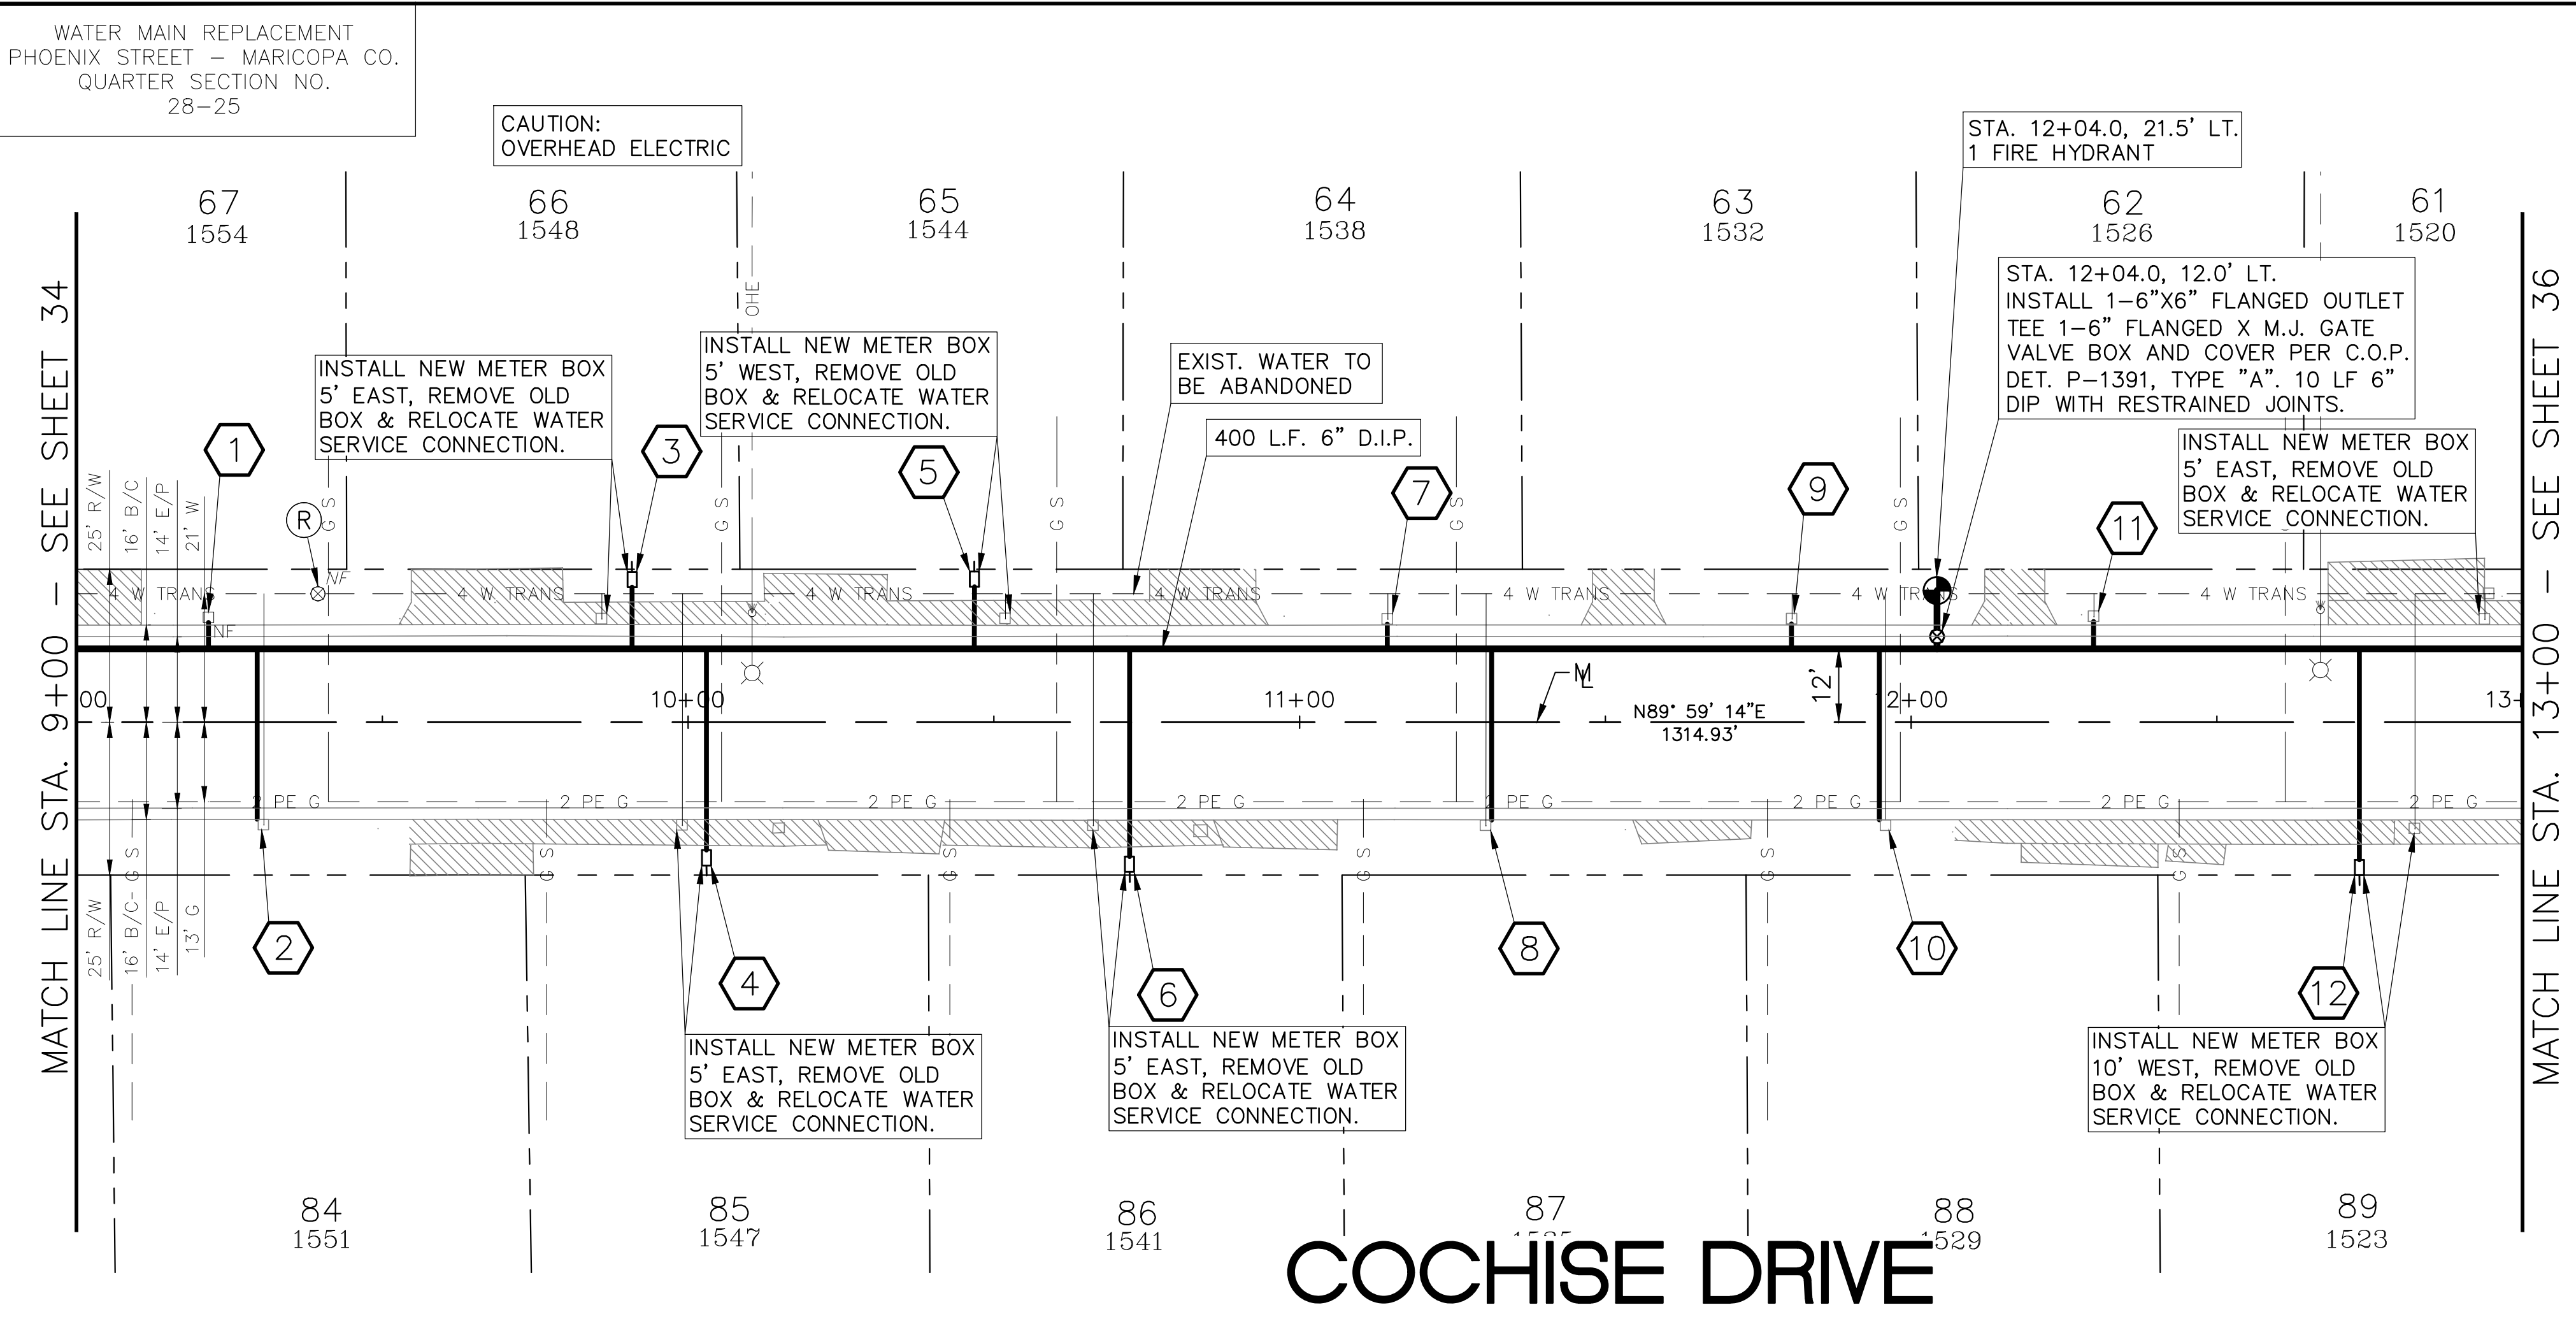 WATER MAIN REPLACEMENT
PHOENIX STREET – MARICOPA CO.
QUARTER SECTION NO.
28–25
CAUTION:
OVERHEAD ELECTRIC
STA. 12+04.0, 21.5' LT.
1 FIRE HYDRANT
67
1554
66
1548
65
1544
64
1538
63
1532
62
1526
61
1520
STA. 12+04.0, 12.0' LT.
INSTALL 1–6"X6" FLANGED OUTLET
TEE 1–6" FLANGED X M.J. GATE
VALVE BOX AND COVER PER C.O.P.
DET. P–1391, TYPE "A". 10 LF 6"
DIP WITH RESTRAINED JOINTS.
OHE
INSTALL NEW METER BOX
5' EAST, REMOVE OLD
BOX & RELOCATE WATER
SERVICE CONNECTION.
INSTALL NEW METER BOX
5' WEST, REMOVE OLD
BOX & RELOCATE WATER
SERVICE CONNECTION.
EXIST. WATER TO
BE ABANDONED
400 L.F. 6" D.I.P.
INSTALL NEW METER BOX
5' EAST, REMOVE OLD
BOX & RELOCATE WATER
SERVICE CONNECTION.
MATCH LINE STA. 9+00 – SEE SHEET 34
MATCH LINE STA. 13+00 – SEE SHEET 36
1
3
5
7
9
11
R
25' R/W
16' B/C
14' E/P
21' W
G S
G S
G S
G S
G S
NF
NF
4 W TRANS
4 W TRANS
4 W TRANS
4 W TRANS
4 W TRANS
4 W TRANS
4 W TRANS
00
10+00
11+00
12+00
13+
M
L
12'
N89° 59' 14"E
1314.93'
2 PE G
2 PE G
2 PE G
2 PE G
2 PE G
2 PE G
2 PE G
2 PE G
25' R/W
16' B/C
14' E/P
13' G
G S
G S
G S
G S
G S
G S
2
4
6
8
10
12
INSTALL NEW METER BOX
5' EAST, REMOVE OLD
BOX & RELOCATE WATER
SERVICE CONNECTION.
INSTALL NEW METER BOX
5' EAST, REMOVE OLD
BOX & RELOCATE WATER
SERVICE CONNECTION.
INSTALL NEW METER BOX
10' WEST, REMOVE OLD
BOX & RELOCATE WATER
SERVICE CONNECTION.
84
1551
85
1547
86
1541
87
88
1529
89
1523
COCHISE DRIVE